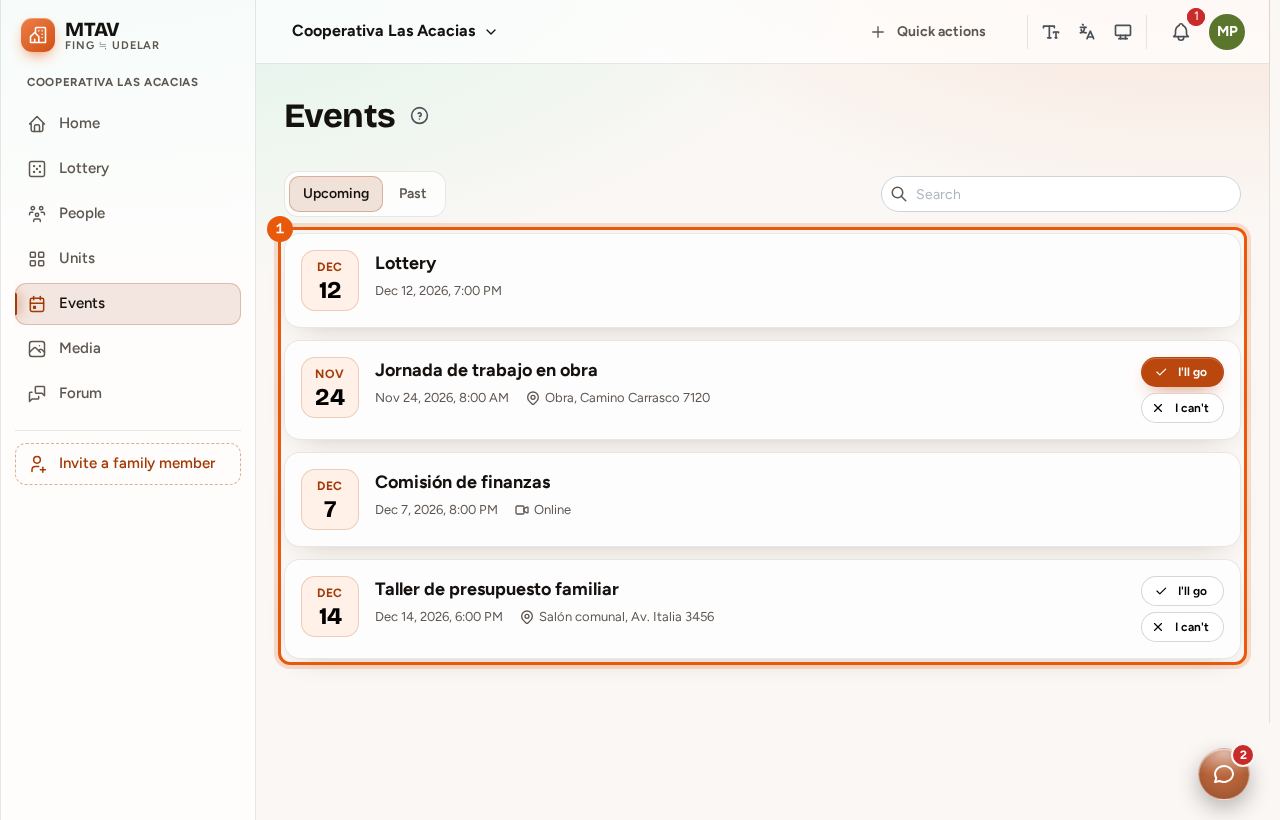 MTAV
FING ≒ UDELAR
COOPERATIVA LAS ACACIAS
Home
Lottery
People
Units
Events
Media
Forum
Invite a family member
Cooperativa Las Acacias
Quick actions
1
MP
Events
Upcoming
Past
Search
1
DEC
12
Lottery
Dec 12, 2026, 7:00 PM
NOV
24
Jornada de trabajo en obra
Nov 24, 2026, 8:00 AM Obra, Camino Carrasco 7120
I'll go
I can't
DEC
7
Comisión de finanzas
Dec 7, 2026, 8:00 PM Online
DEC
14
Taller de presupuesto familiar
Dec 14, 2026, 6:00 PM Salón comunal, Av. Italia 3456
I'll go
I can't
2